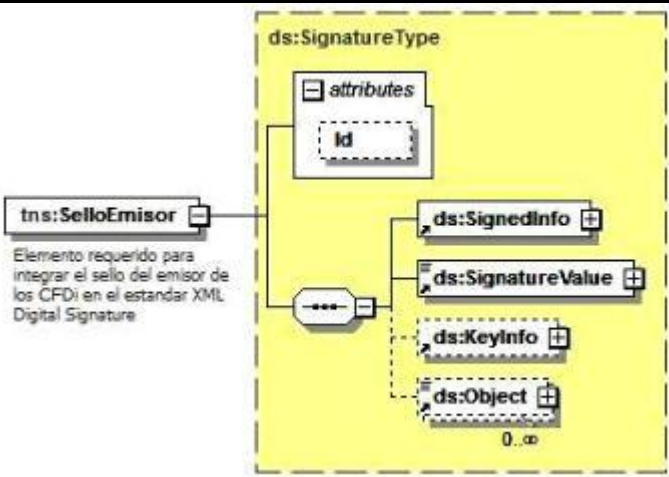 ds:SignatureType
attributes
Id
tns:SelloEmisor
Elemento requerido para
integrar el sello del emisor de
los CFDi en el estandar XML
Digital Signature
ds:SignedInfo
ds:SignatureValue
ds:KeyInfo
ds:Object
0..∞